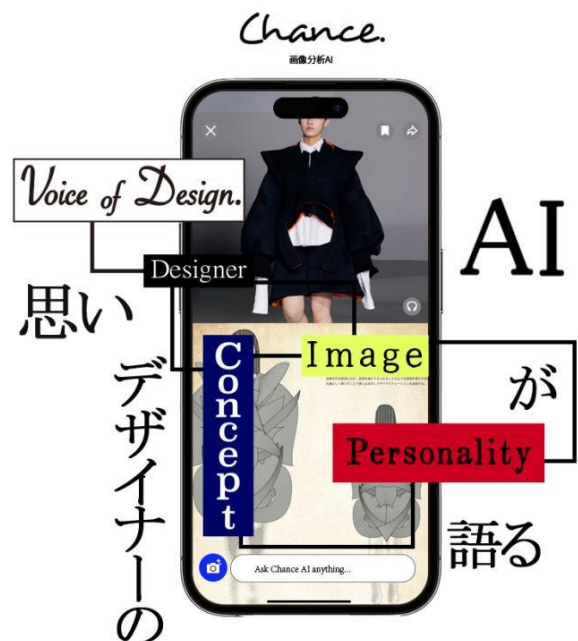 Chance.
画像分析AI
Voice of Design.
Designer
AI
が
語る
デザイナーの
思い
Image
Concept
Personality
Ask Chance AI anything...